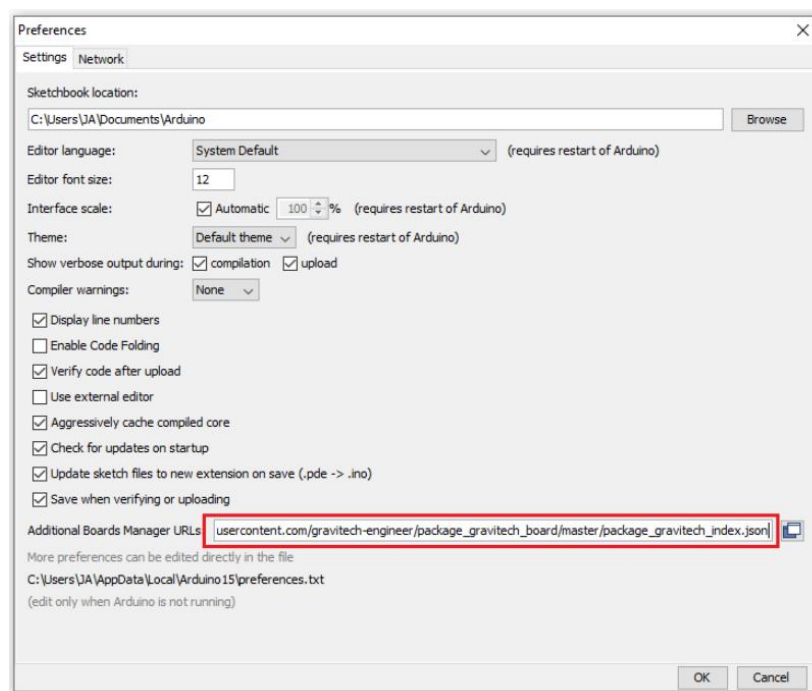 Preferences
Settings Network
Sketchbook location:
C:\Users\JA\Documents\Arduino Browse
Editor language: System Default (requires restart of Arduino)
Editor font size: 12
Interface scale: Automatic 100 % (requires restart of Arduino)
Theme: Default theme (requires restart of Arduino)
Show verbose output during: compilation upload
Compiler warnings: None
Display line numbers
Enable Code Folding
Verify code after upload
Use external editor
Aggressively cache compiled core
Check for updates on startup
Update sketch files to new extension on save (.pde -> .ino)
Save when verifying or uploading
Additional Boards Manager URLs usercontent.com/gravitech-engineer/package_gravitech_board/master/package_gravitech_index.json
More preferences can be edited directly in the file
C:\Users\JA\AppData\Local\Arduino15\preferences.txt
(edit only when Arduino is not running)
OK Cancel